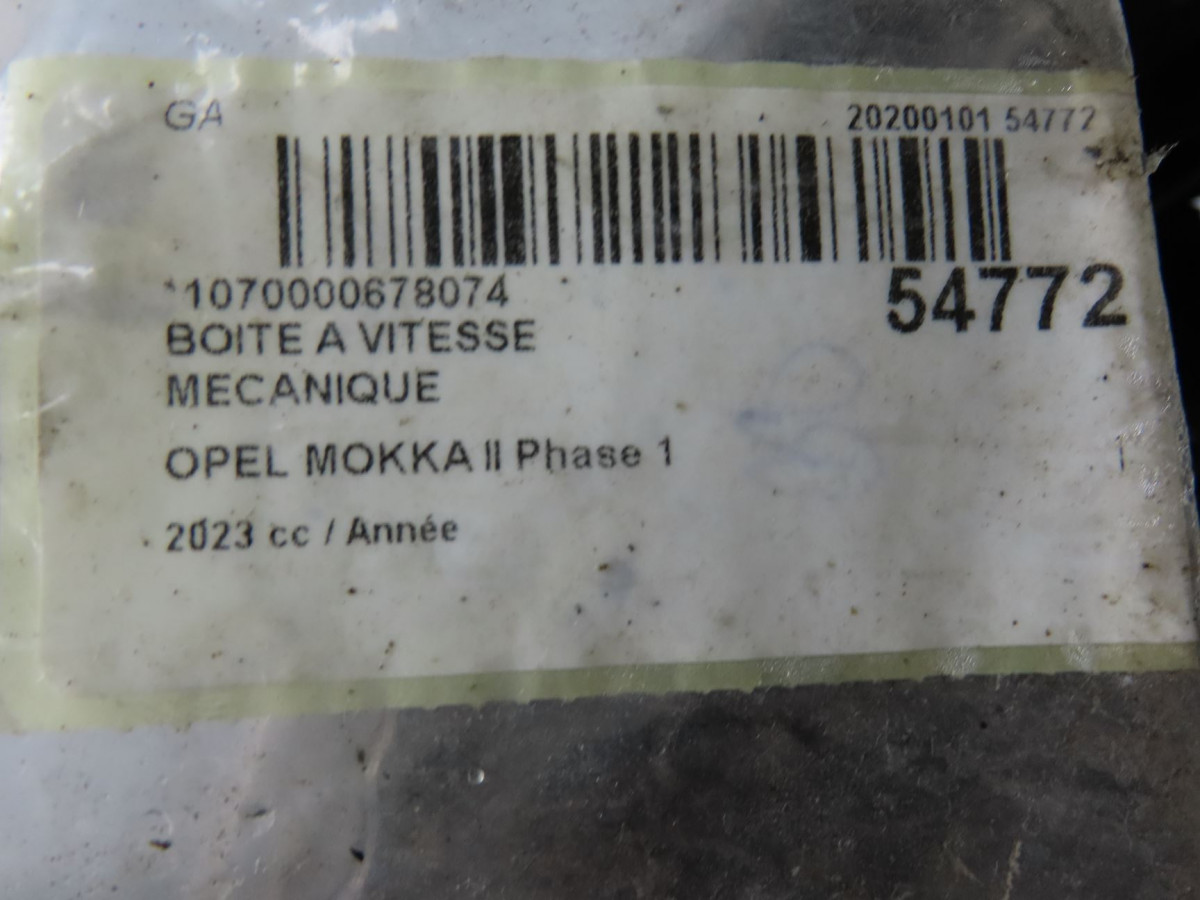 GA
20200101 54772
*1070000678074
54772
BOITE A VITESSE
MECANIQUE
OPEL MOKKA II Phase 1
2023 cc / Année